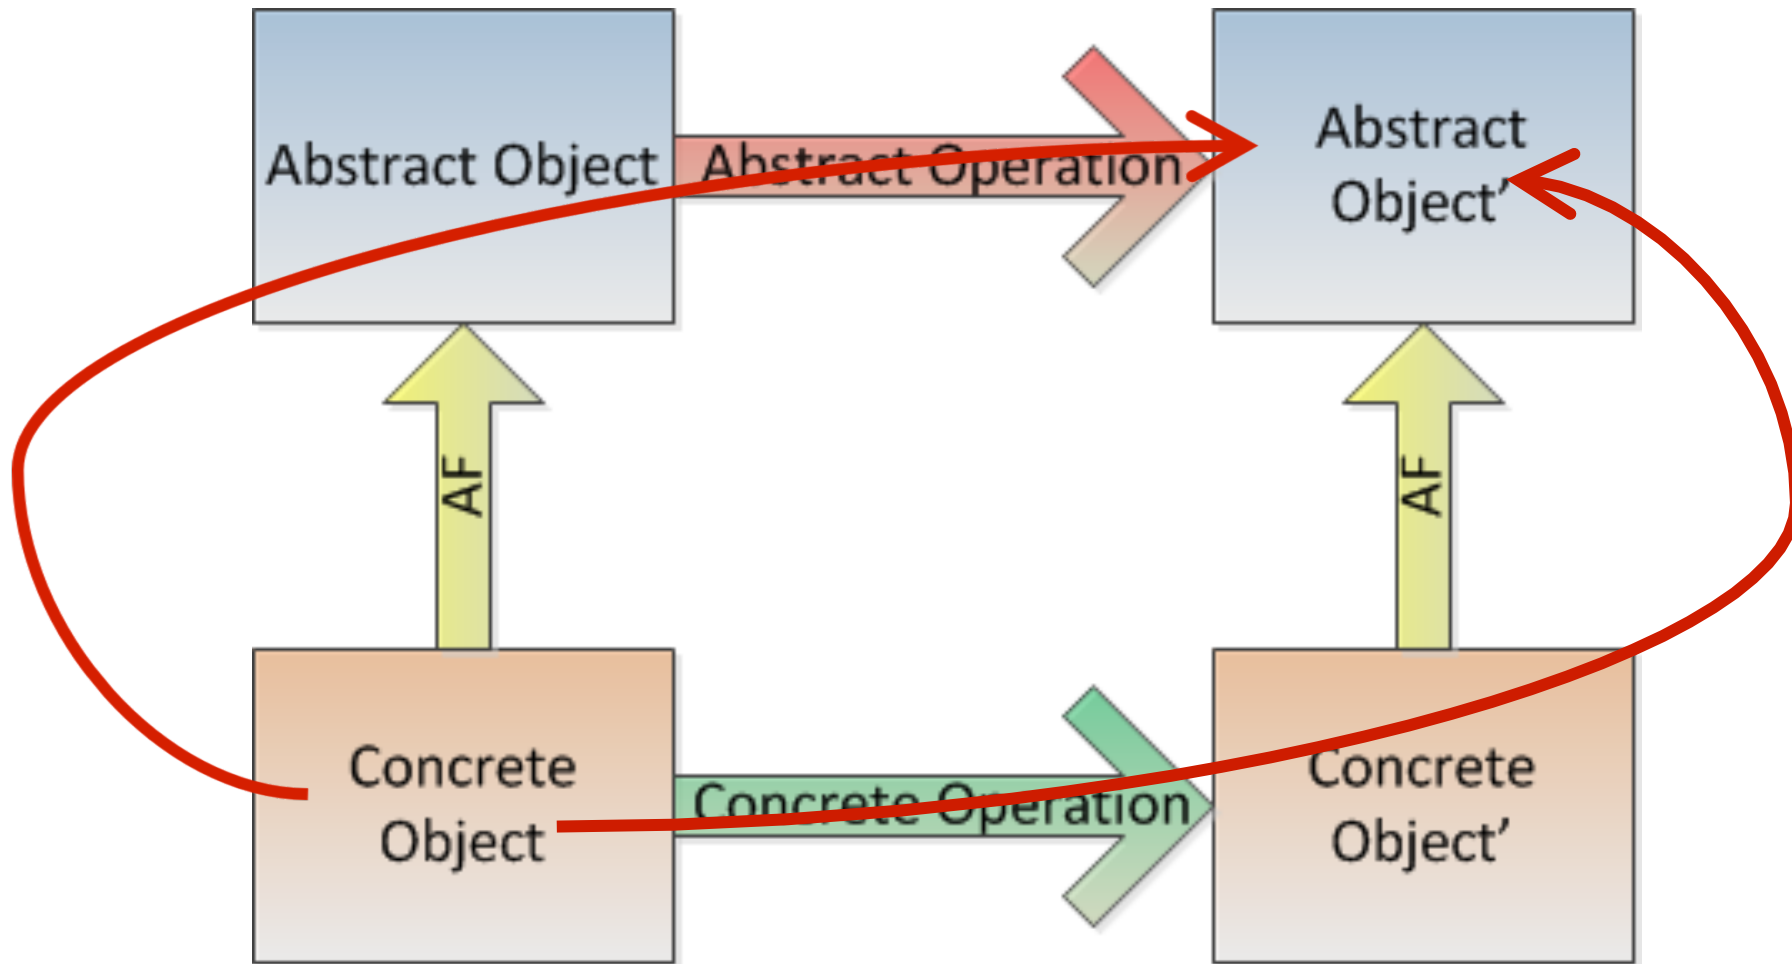 Abstract Object
Abstract Operation
Abstract
Object’
AF
AF
Concrete
Object
Concrete Operation
Concrete
Object’